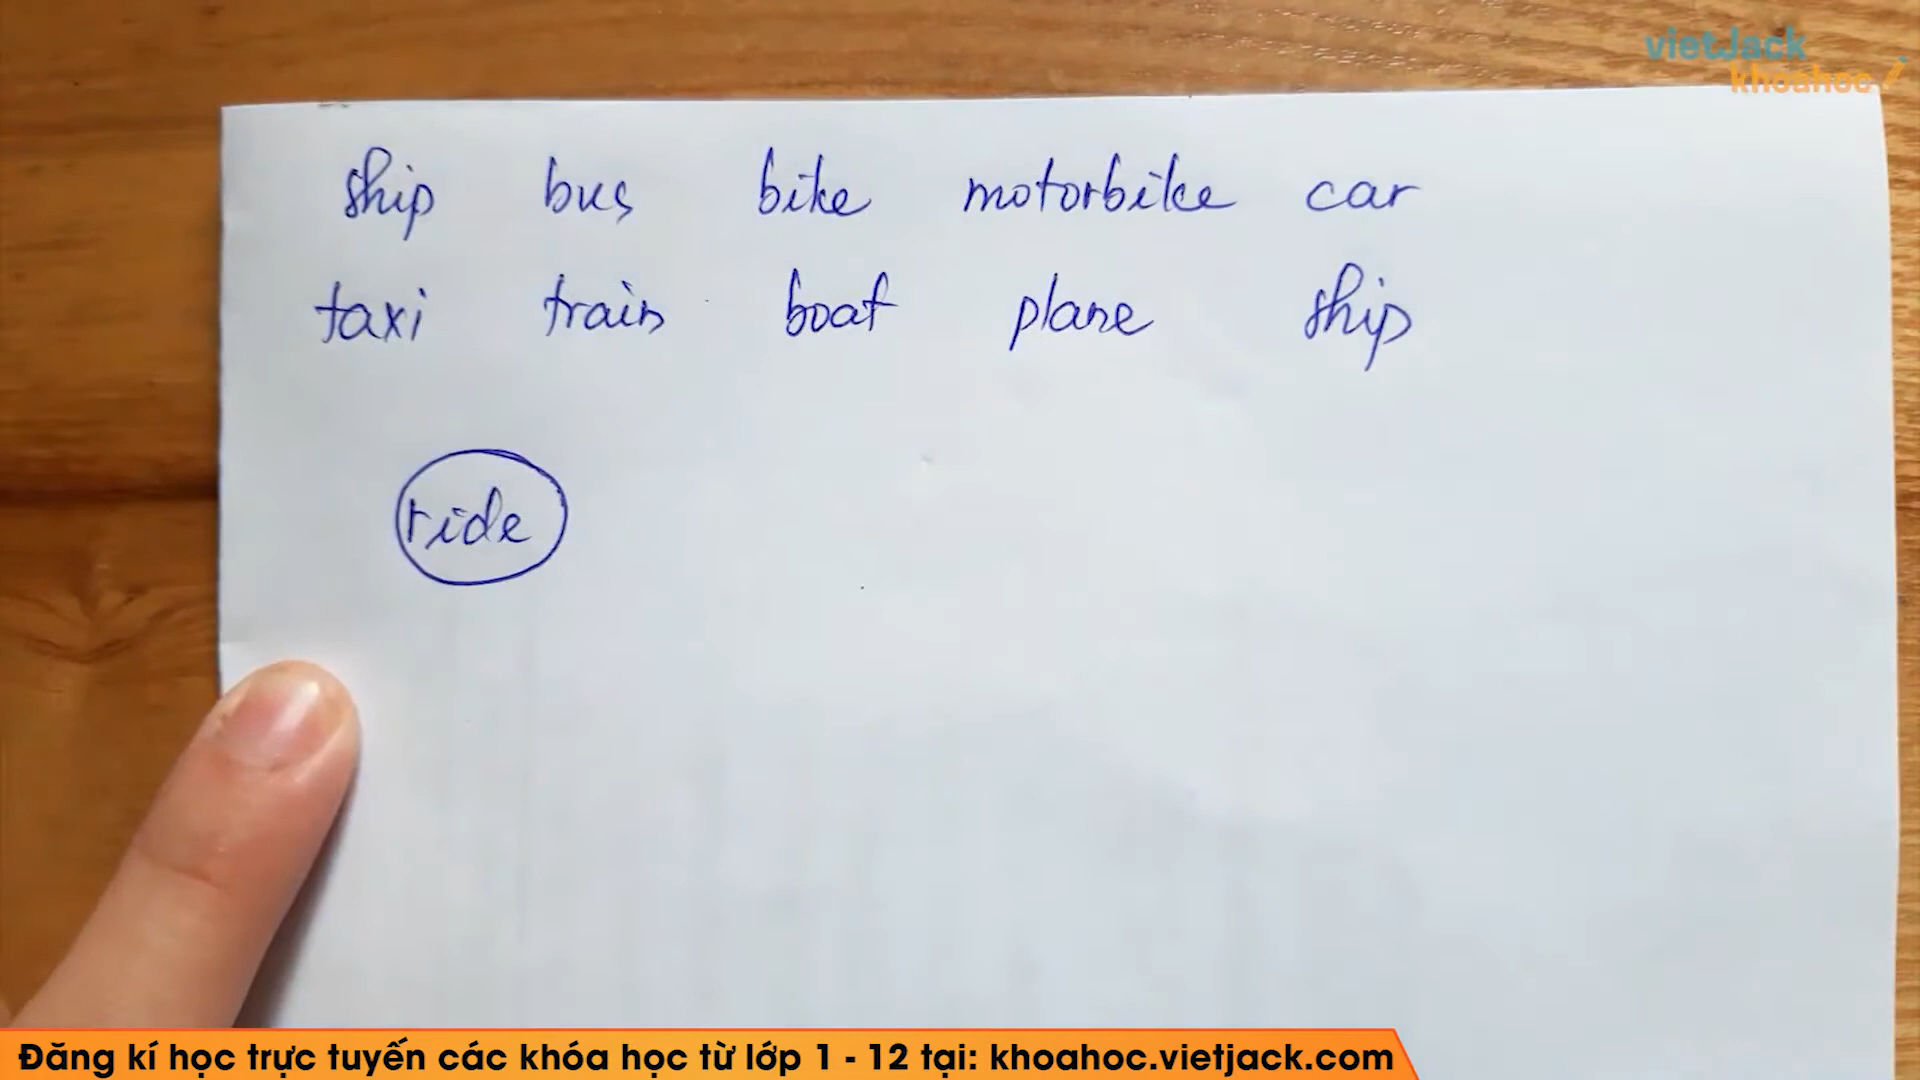 vietJack
khoahoc
ship bus bike motorbike car
taxi train boat plane ship
ride
Đăng kí học trực tuyến các khóa học từ lớp 1 - 12 tại: khoahoc.vietjack.com